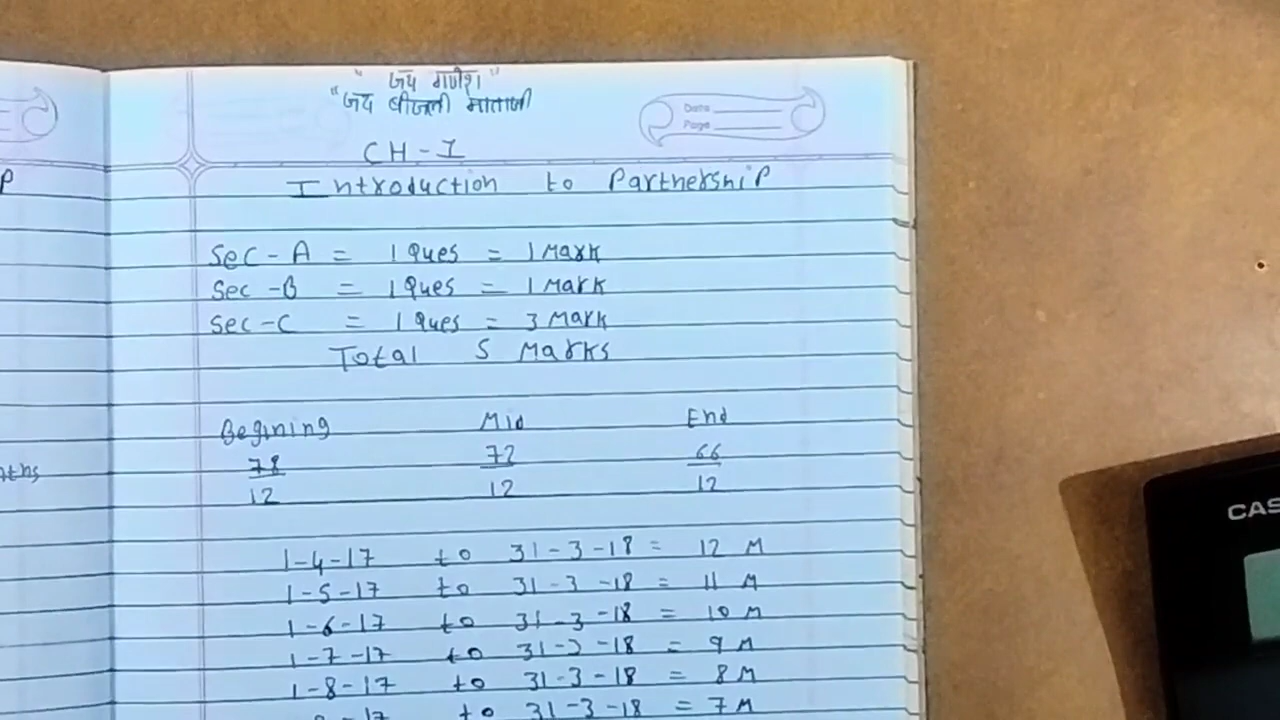 P
nths
" जय गणेश "
"जय बीजली माताजी
Date
Page
CH - I
Introduction to Partnership
Sec - A = 1 Ques = 1 Mark
Sec - B = 1 Ques = 1 Mark
Sec - C = 1 Ques = 3 Mark
Total 5 Marks
Begining Mid End
78 72 66
12 12 12
1-4-17 to 31-3-18 = 12 M
1-5-17 to 31-3-18 = 11 M
1-6-17 to 31-3-18 = 10 M
1-7-17 to 31-3-18 = 9 M
1-8-17 to 31-3-18 = 8 M
-17 to 31-3-18 = 7 M
CAS